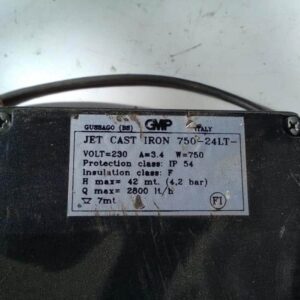 GUSSAGO (BS) GMP ITALY
JET CAST IRON 750-24LT-
VOLT=230 A=3.4 W=750
Protection class: IP 54
Insulation class: F
H max= 42 mt. (4,2 bar)
Q max= 2800 lt/h
7mt